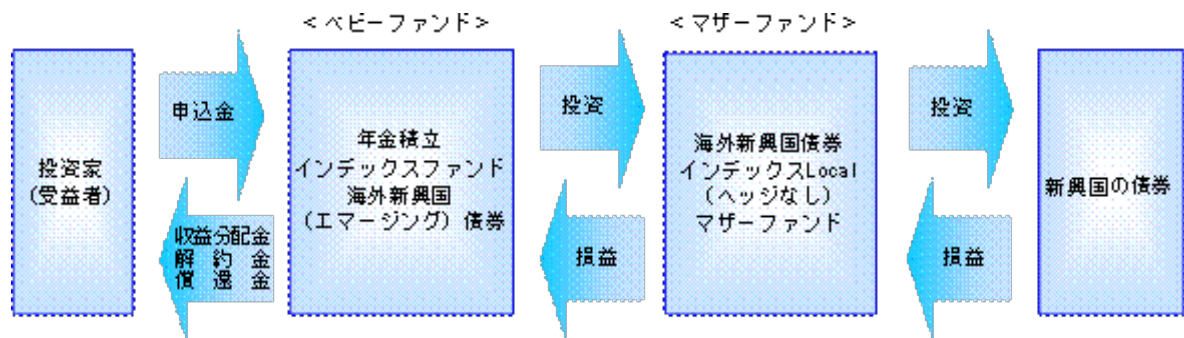 <ベビーファンド>
<マザーファンド>
投資家
(受益者)
申込金
収益分配金
解約金
償還金
年金積立
インデックスファンド
海外新興国
(エマージング)債券
投資
損益
海外新興国債券
インデックスLocal
(ヘッジなし)
マザーファンド
投資
損益
新興国の債券